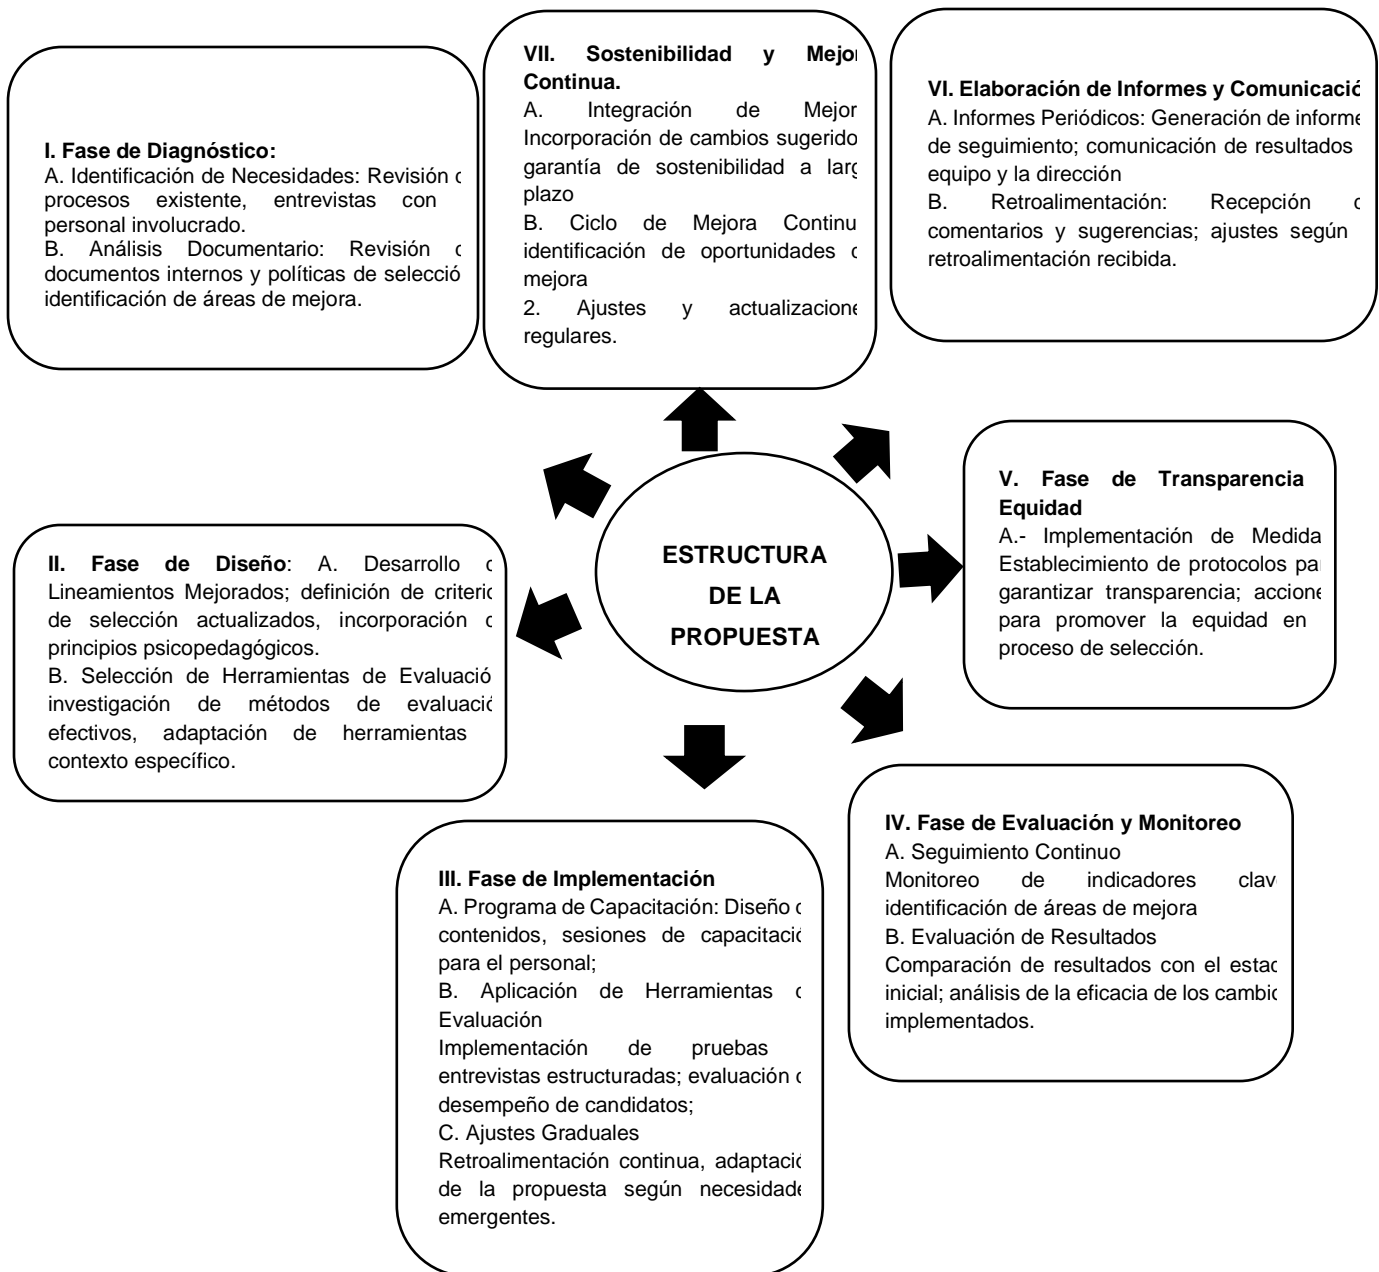 I. Fase de Diagnóstico:
A. Identificación de Necesidades: Revisión
procesos existente, entrevistas con
personal involucrado.
B. Análisis Documentario: Revisión
documentos internos y políticas de selecció
identificación de áreas de mejora.
VII. Sostenibilidad y Mejor
Continua.
A. Integración de Mejor
Incorporación de cambios sugerido
garantía de sostenibilidad a larg
plazo
B. Ciclo de Mejora Continu
identificación de oportunidades
mejora
2. Ajustes y actualizacione
regulares.
VI. Elaboración de Informes y Comunicació
A. Informes Periódicos: Generación de informe
de seguimiento; comunicación de resultados
equipo y la dirección
B. Retroalimentación: Recepción
comentarios y sugerencias; ajustes según
retroalimentación recibida.
II. Fase de Diseño: A. Desarrollo
Lineamientos Mejorados; definición de criterio
de selección actualizados, incorporación
principios psicopedagógicos.
B. Selección de Herramientas de Evaluació
investigación de métodos de evaluació
efectivos, adaptación de herramientas
contexto específico.
ESTRUCTURA
DE LA
PROPUESTA
V. Fase de Transparencia
Equidad
A.- Implementación de Medida
Establecimiento de protocolos par
garantizar transparencia; accione
para promover la equidad en
proceso de selección.
III. Fase de Implementación
A. Programa de Capacitación: Diseño
contenidos, sesiones de capacitació
para el personal;
B. Aplicación de Herramientas
Evaluación
Implementación de pruebas
entrevistas estructuradas; evaluación
desempeño de candidatos;
C. Ajustes Graduales
Retroalimentación continua, adaptació
de la propuesta según necesidade
emergentes.
IV. Fase de Evaluación y Monitoreo
A. Seguimiento Continuo
Monitoreo de indicadores clav
identificación de áreas de mejora
B. Evaluación de Resultados
Comparación de resultados con el estad
inicial; análisis de la eficacia de los cambio
implementados.